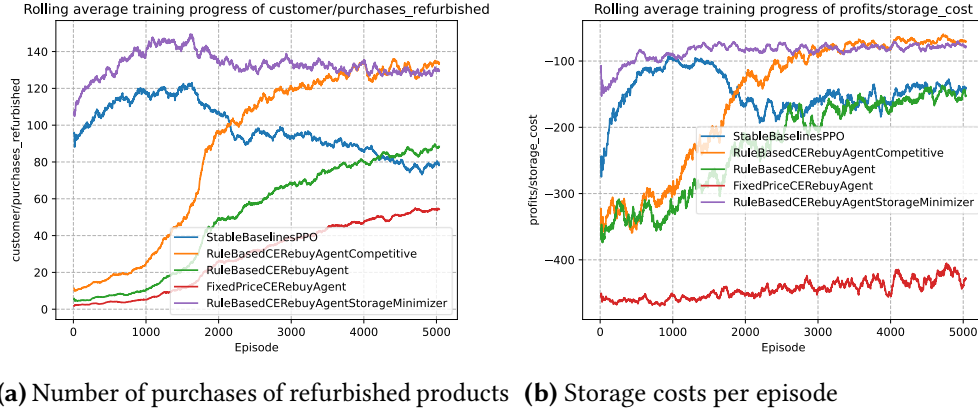 Rolling average training progress of customer/purchases_refurbished
customer/purchases_refurbished
140
120
100
80
60
40
20
0
StableBaselinesPPO
RuleBasedCERebuyAgentCompetitive
RuleBasedCERebuyAgent
FixedPriceCERebuyAgent
RuleBasedCERebuyAgentStorageMinimizer
0 1000 2000 3000 4000 5000
Episode
Rolling average training progress of profits/storage_cost
profits/storage_cost
−100
−200
−300
−400
StableBaselinesPPO
RuleBasedCERebuyAgentCompetitive
RuleBasedCERebuyAgent
FixedPriceCERebuyAgent
RuleBasedCERebuyAgentStorageMinimizer
0 1000 2000 3000 4000 5000
Episode
(a) Number of purchases of refurbished products
(b) Storage costs per episode